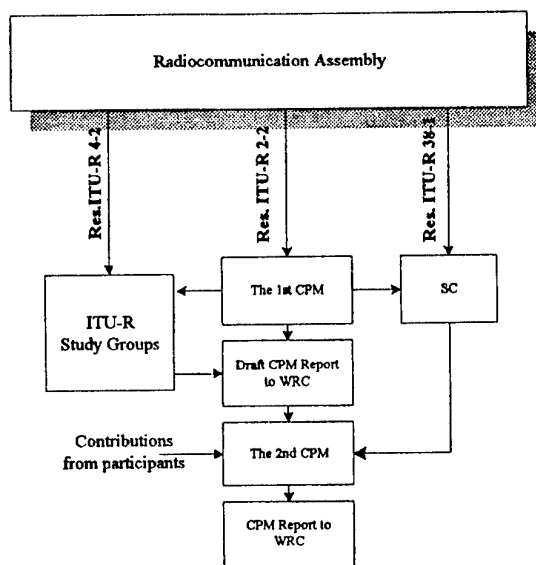 Radiocommunication Assembly
Res.ITU-R 4-2
Res. ITU-R 2-2
Res. ITU-R 38-1
The 1st CPM
SC
ITU-R
Study Groups
Draft CPM Report
to WRC
Contributions
from participants
The 2nd CPM
CPM Report to
WRC